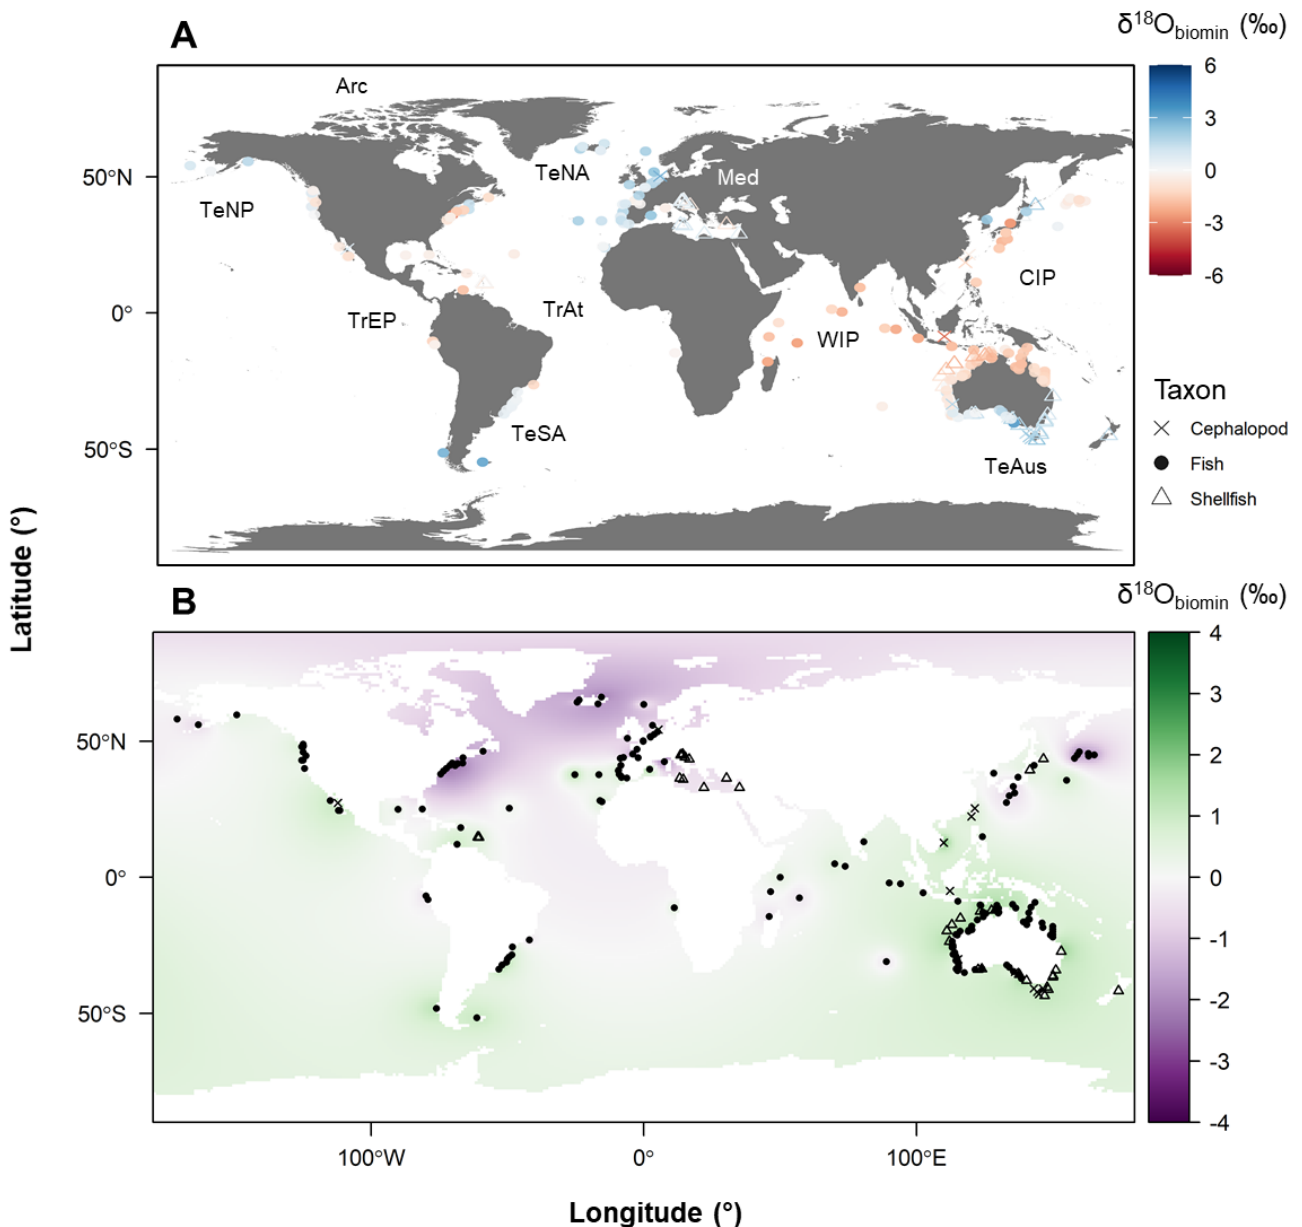 A
δ18Obiomin (‰)
Arc
6
3
0
-3
-6
50°N
TeNA
Med
TeNP
CIP
0°
TrEP
TrAt
WIP
Taxon
Cephalopod
Fish
Shellfish
TeSA
50°S
TeAus
Latitude (°)
B
δ18Obiomin (‰)
4
3
2
1
0
-1
-2
-3
-4
50°N
0°
50°S
100°W
0°
100°E
Longitude (°)